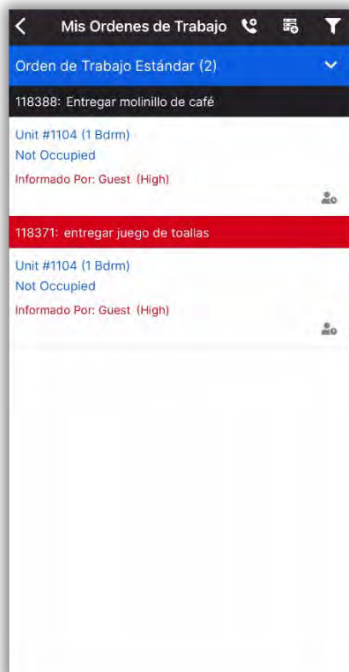 Mis Ordenes de Trabajo
Orden de Trabajo Estándar (2)
118388: Entregar molinillo de café
Unit #1104 (1 Bdrm)
Not Occupied
Informado Por: Guest (High)
118371: entregar juego de toallas
Unit #1104 (1 Bdrm)
Not Occupied
Informado Por: Guest (High)